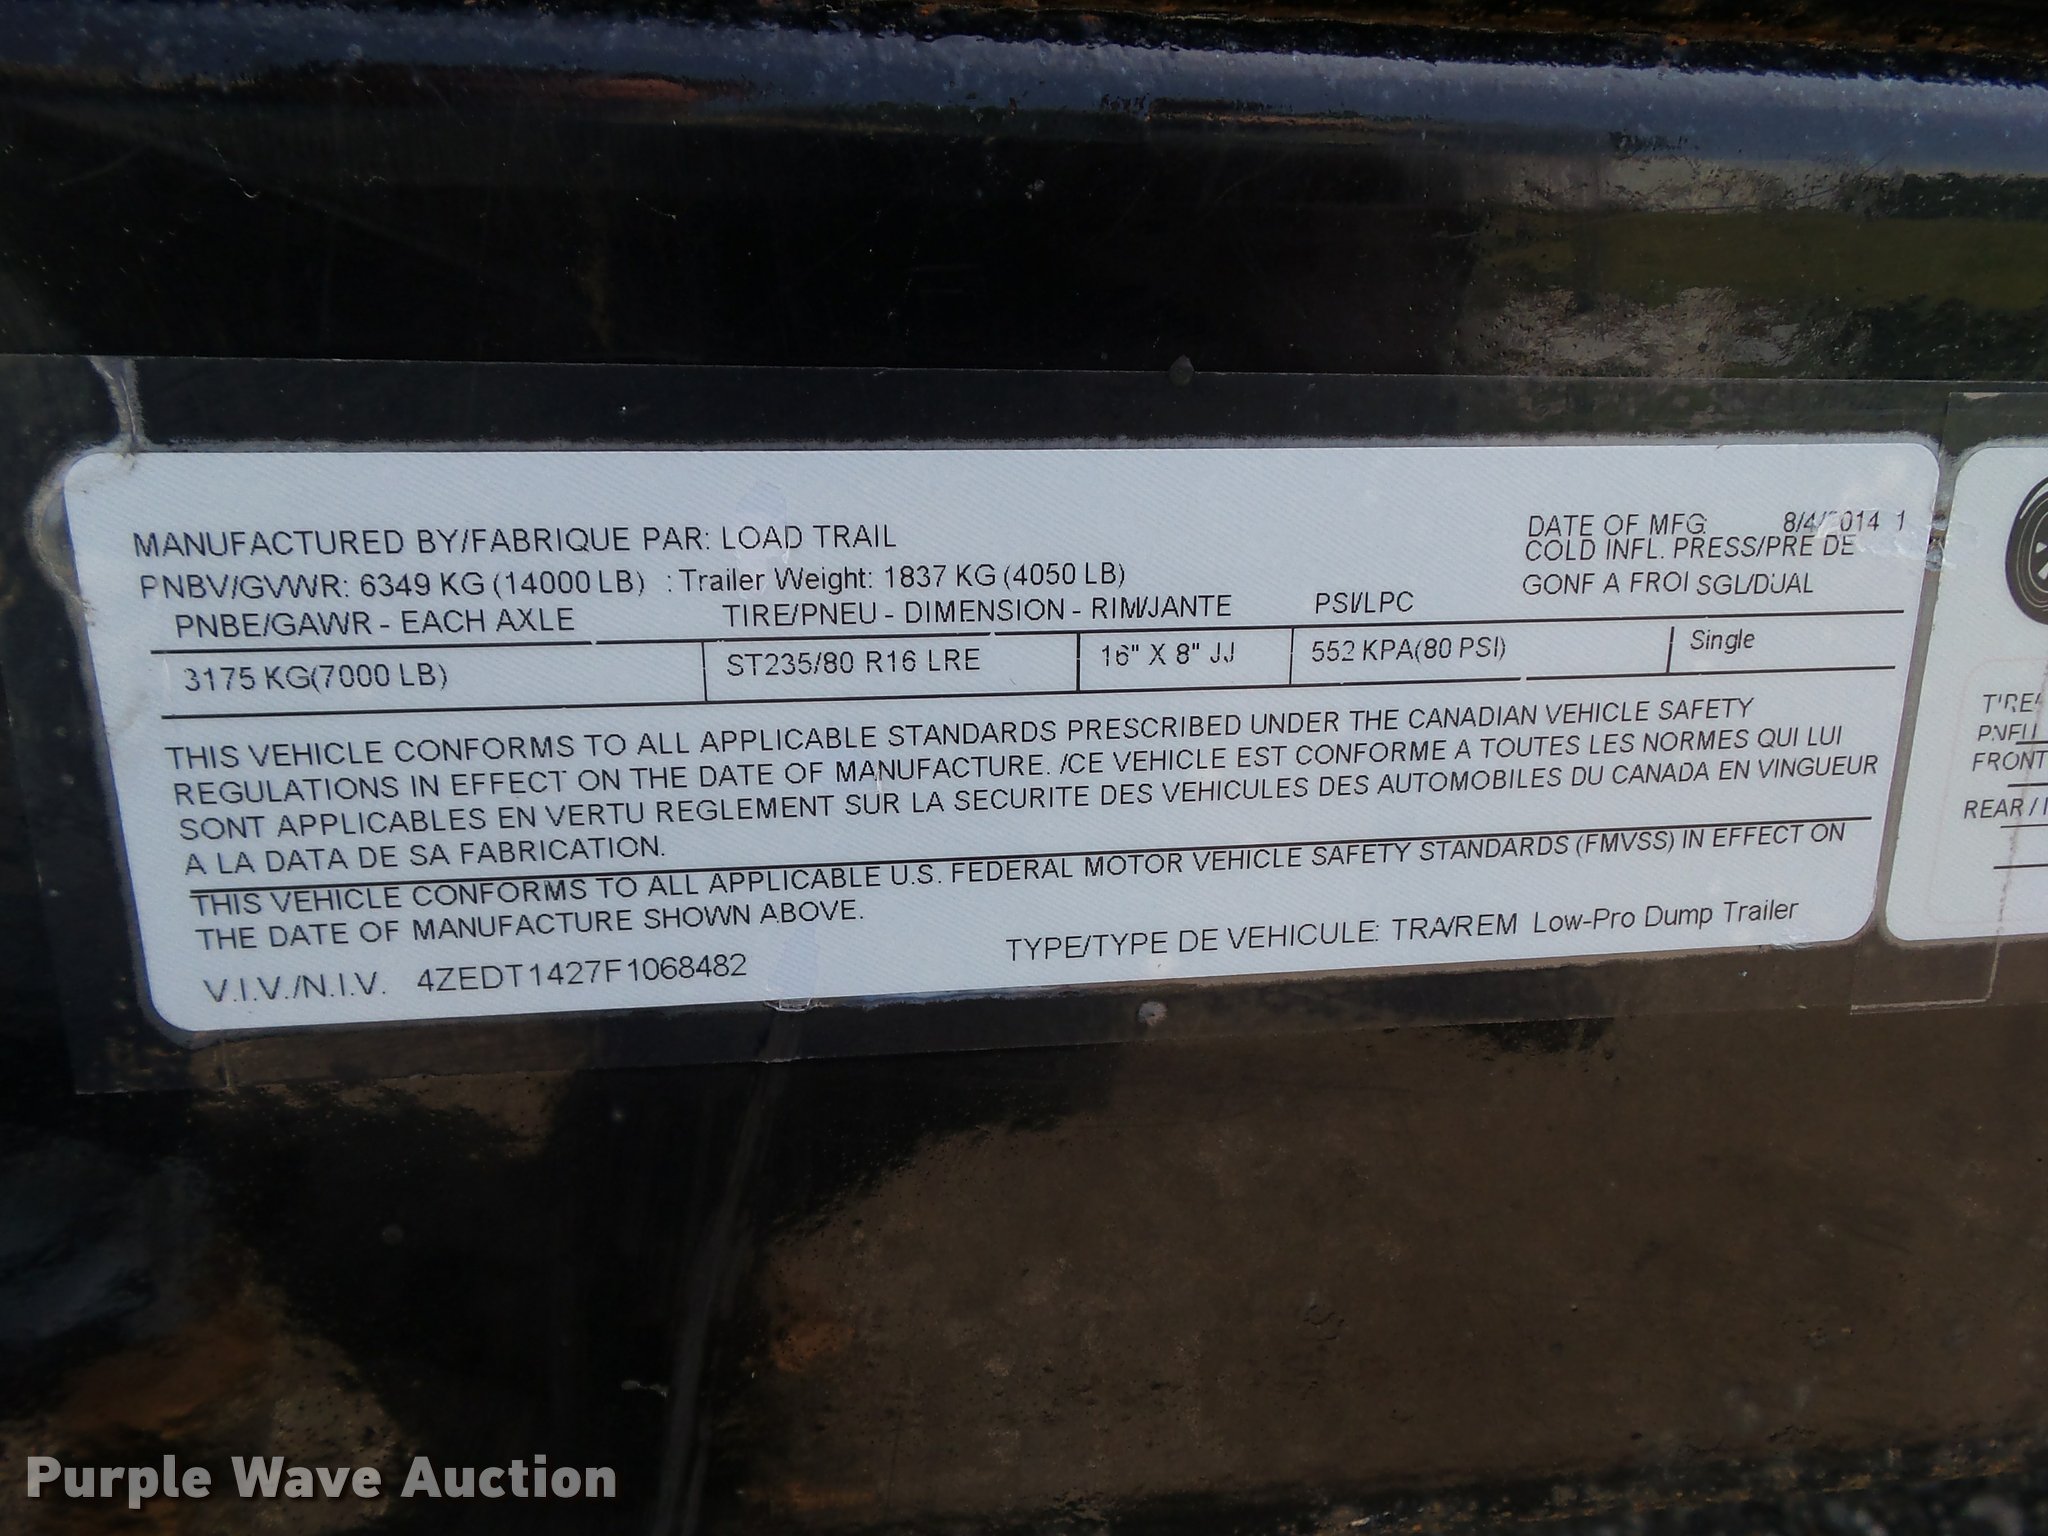 MANUFACTURED BY/FABRIQUE PAR: LOAD TRAIL
DATE OF MFG. 8/4/2014 1
PNBV/GVWR: 6349 KG (14000 LB) : Trailer Weight: 1837 KG (4050 LB)
COLD INFL. PRESS/PRE DE
PNBE/GAWR - EACH AXLE TIRE/PNEU - DIMENSION - RIM/JANTE PSI/LPC GONF A FROI SGL/DUAL
3175 KG(7000 LB) ST235/80 R16 LRE 16" X 8" JJ 552 KPA(80 PSI) Single
THIS VEHICLE CONFORMS TO ALL APPLICABLE STANDARDS PRESCRIBED UNDER THE CANADIAN VEHICLE SAFETY
REGULATIONS IN EFFECT ON THE DATE OF MANUFACTURE. /CE VEHICLE EST CONFORME A TOUTES LES NORMES QUI LUI
SONT APPLICABLES EN VERTU REGLEMENT SUR LA SECURITE DES VEHICULES DES AUTOMOBILES DU CANADA EN VINGUEUR
A LA DATA DE SA FABRICATION.
THIS VEHICLE CONFORMS TO ALL APPLICABLE U.S. FEDERAL MOTOR VEHICLE SAFETY STANDARDS (FMVSS) IN EFFECT ON
THE DATE OF MANUFACTURE SHOWN ABOVE.
V.I.V./N.I.V. 4ZEDT1427F1068482 TYPE/TYPE DE VEHICULE: TRA/REM Low-Pro Dump Trailer
TIRE/
PNEU
FRONT
REAR /
Purple Wave Auction